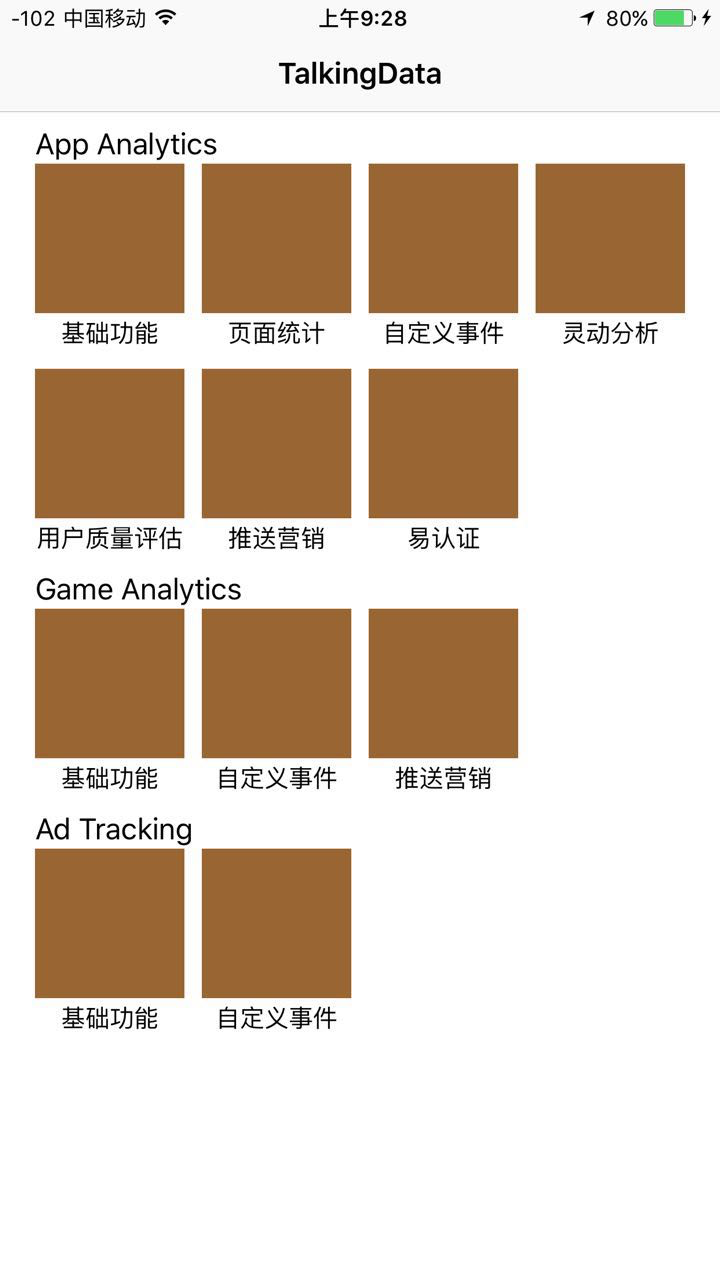 -102 中国移动 上午9:28 80%
TalkingData
App Analytics
基础功能 页面统计 自定义事件 灵动分析
用户质量评估 推送营销 易认证
Game Analytics
基础功能 自定义事件 推送营销
Ad Tracking
基础功能 自定义事件